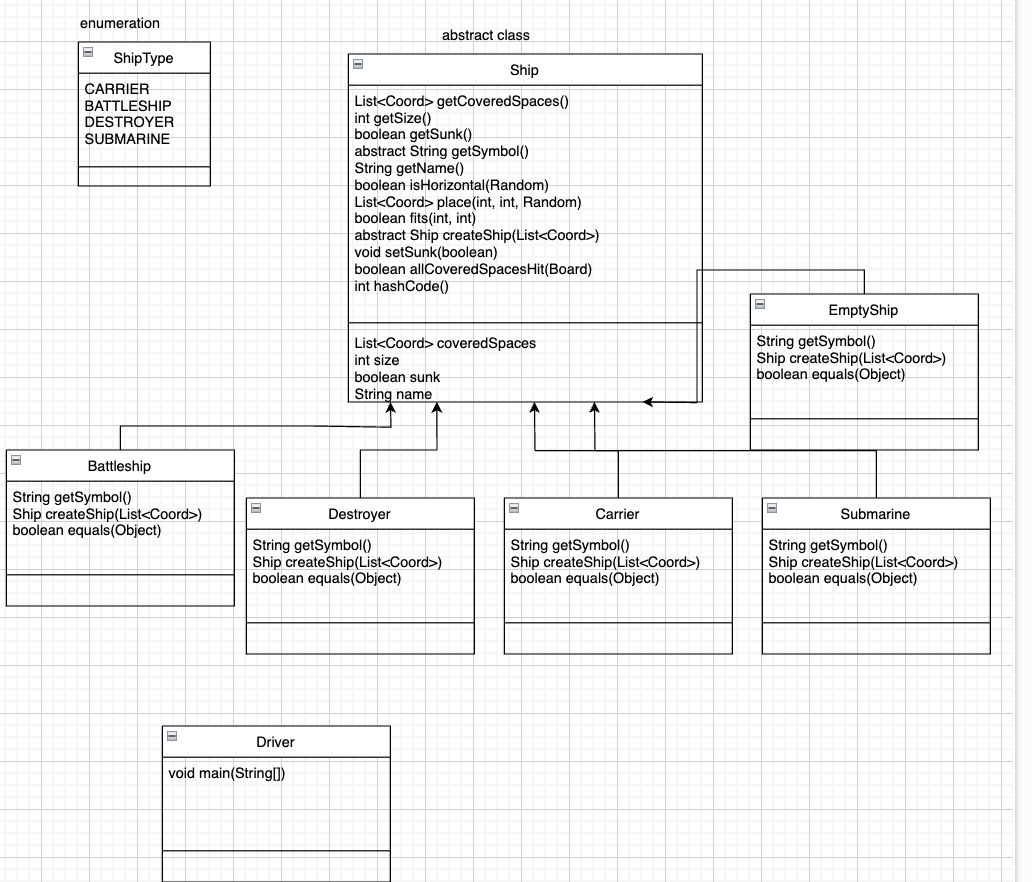 enumeration
ShipType
CARRIER
BATTLESHIP
DESTROYER
SUBMARINE
abstract class
Ship
List<Coord> getCoveredSpaces()
int getSize()
boolean getSunk()
abstract String getSymbol()
String getName()
boolean isHorizontal(Random)
List<Coord> place(int, int, Random)
boolean fits(int, int)
abstract Ship createShip(List<Coord>)
void setSunk(boolean)
boolean allCoveredSpacesHit(Board)
int hashCode()
List<Coord> coveredSpaces
int size
boolean sunk
String name
EmptyShip
String getSymbol()
Ship createShip(List<Coord>)
boolean equals(Object)
Battleship
String getSymbol()
Ship createShip(List<Coord>)
boolean equals(Object)
Destroyer
String getSymbol()
Ship createShip(List<Coord>)
boolean equals(Object)
Carrier
String getSymbol()
Ship createShip(List<Coord>)
boolean equals(Object)
Submarine
String getSymbol()
Ship createShip(List<Coord>)
boolean equals(Object)
Driver
void main(String[])